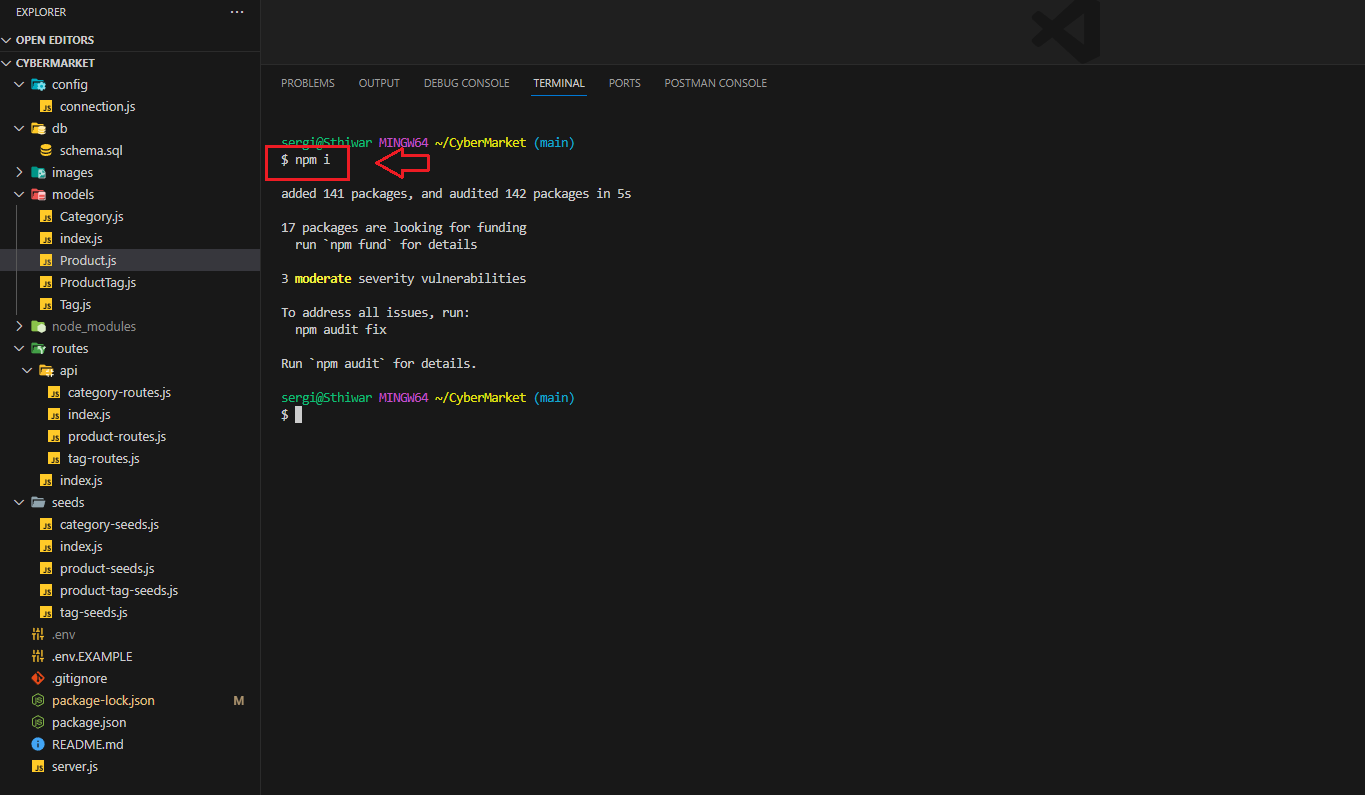 EXPLORER
...
OPEN EDITORS
CYBERMARKET
config
connection.js
db
schema.sql
images
models
Category.js
index.js
Product.js
ProductTag.js
Tag.js
node_modules
routes
api
category-routes.js
index.js
product-routes.js
tag-routes.js
index.js
seeds
category-seeds.js
index.js
product-seeds.js
product-tag-seeds.js
tag-seeds.js
.env
.env.EXAMPLE
.gitignore
package-lock.json M
package.json
README.md
server.js
PROBLEMS OUTPUT DEBUG CONSOLE TERMINAL PORTS POSTMAN CONSOLE
sergi@Sthiwar MINGW64 ~/CyberMarket (main)
$ npm i
added 141 packages, and audited 142 packages in 5s
17 packages are looking for funding
run `npm fund` for details
3 moderate severity vulnerabilities
To address all issues, run:
npm audit fix
Run `npm audit` for details.
sergi@Sthiwar MINGW64 ~/CyberMarket (main)
$